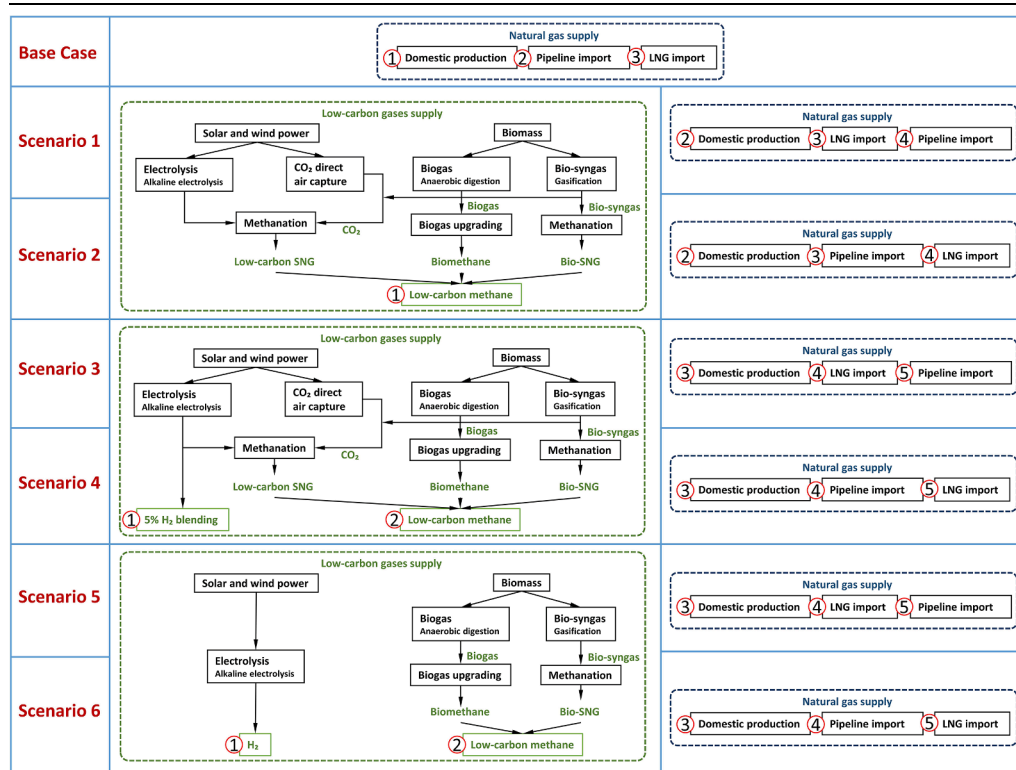 Base Case
Natural gas supply
1 Domestic production 2 Pipeline import 3 LNG import
Scenario 1
Scenario 2
Low-carbon gases supply
Solar and wind power
Biomass
Electrolysis
Alkaline electrolysis
CO₂ direct
air capture
Biogas
Anaerobic digestion
Bio-syngas
Gasification
Biogas
Bio-syngas
Methanation
CO₂
Biogas upgrading
Methanation
Low-carbon SNG
Biomethane
Bio-SNG
1 Low-carbon methane
Natural gas supply
2 Domestic production 3 LNG import 4 Pipeline import
Natural gas supply
2 Domestic production 3 Pipeline import 4 LNG import
Scenario 3
Scenario 4
Low-carbon gases supply
Solar and wind power
Biomass
Electrolysis
Alkaline electrolysis
CO₂ direct
air capture
Biogas
Anaerobic digestion
Bio-syngas
Gasification
Biogas
Bio-syngas
Methanation
CO₂
Biogas upgrading
Methanation
Low-carbon SNG
Biomethane
Bio-SNG
1 5% H₂ blending
2 Low-carbon methane
Natural gas supply
3 Domestic production 4 LNG import 5 Pipeline import
Natural gas supply
3 Domestic production 4 Pipeline import 5 LNG import
Scenario 5
Scenario 6
Low-carbon gases supply
Solar and wind power
Biomass
Biogas
Anaerobic digestion
Bio-syngas
Gasification
Electrolysis
Alkaline electrolysis
Biogas
Bio-syngas
Biogas upgrading
Methanation
Biomethane
Bio-SNG
1 H₂
2 Low-carbon methane
Natural gas supply
3 Domestic production 4 LNG import 5 Pipeline import
Natural gas supply
3 Domestic production 4 Pipeline import 5 LNG import